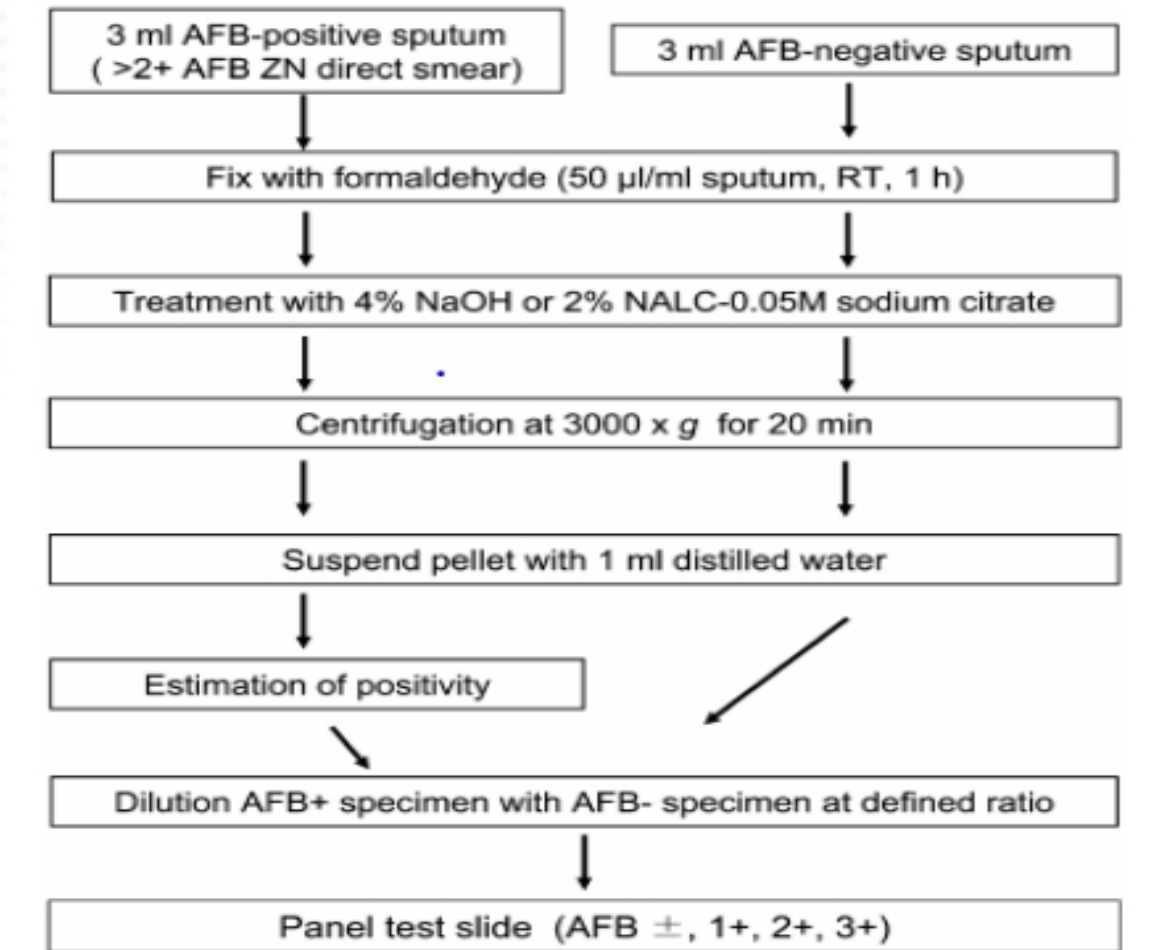 3 ml AFB-positive sputum
( >2+ AFB ZN direct smear)
3 ml AFB-negative sputum
Fix with formaldehyde (50 µl/ml sputum, RT, 1 h)
Treatment with 4% NaOH or 2% NALC-0.05M sodium citrate
Centrifugation at 3000 x g for 20 min
Suspend pellet with 1 ml distilled water
Estimation of positivity
Dilution AFB+ specimen with AFB- specimen at defined ratio
Panel test slide (AFB ±, 1+, 2+, 3+)